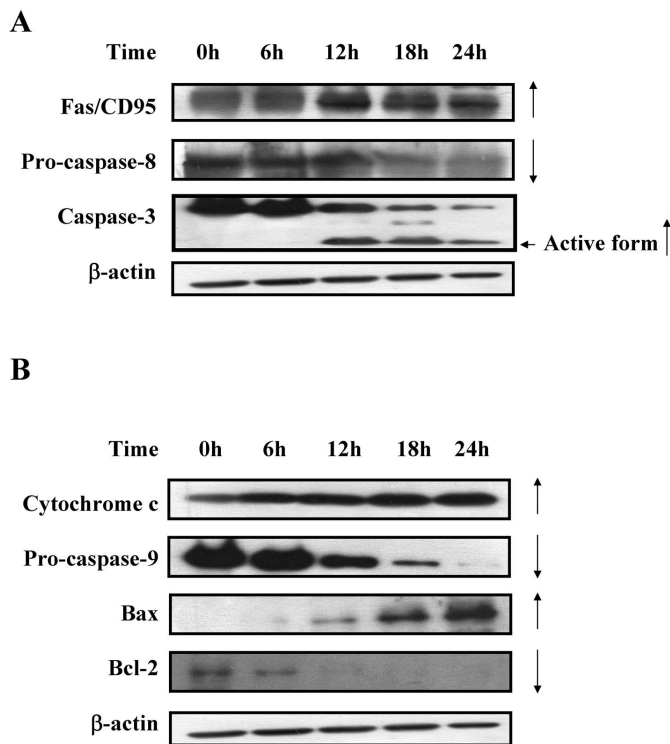 A
Time 0h 6h 12h 18h 24h
Fas/CD95
Pro-caspase-8
Caspase-3
Active form
β-actin
B
Time 0h 6h 12h 18h 24h
Cytochrome c
Pro-caspase-9
Bax
Bcl-2
β-actin